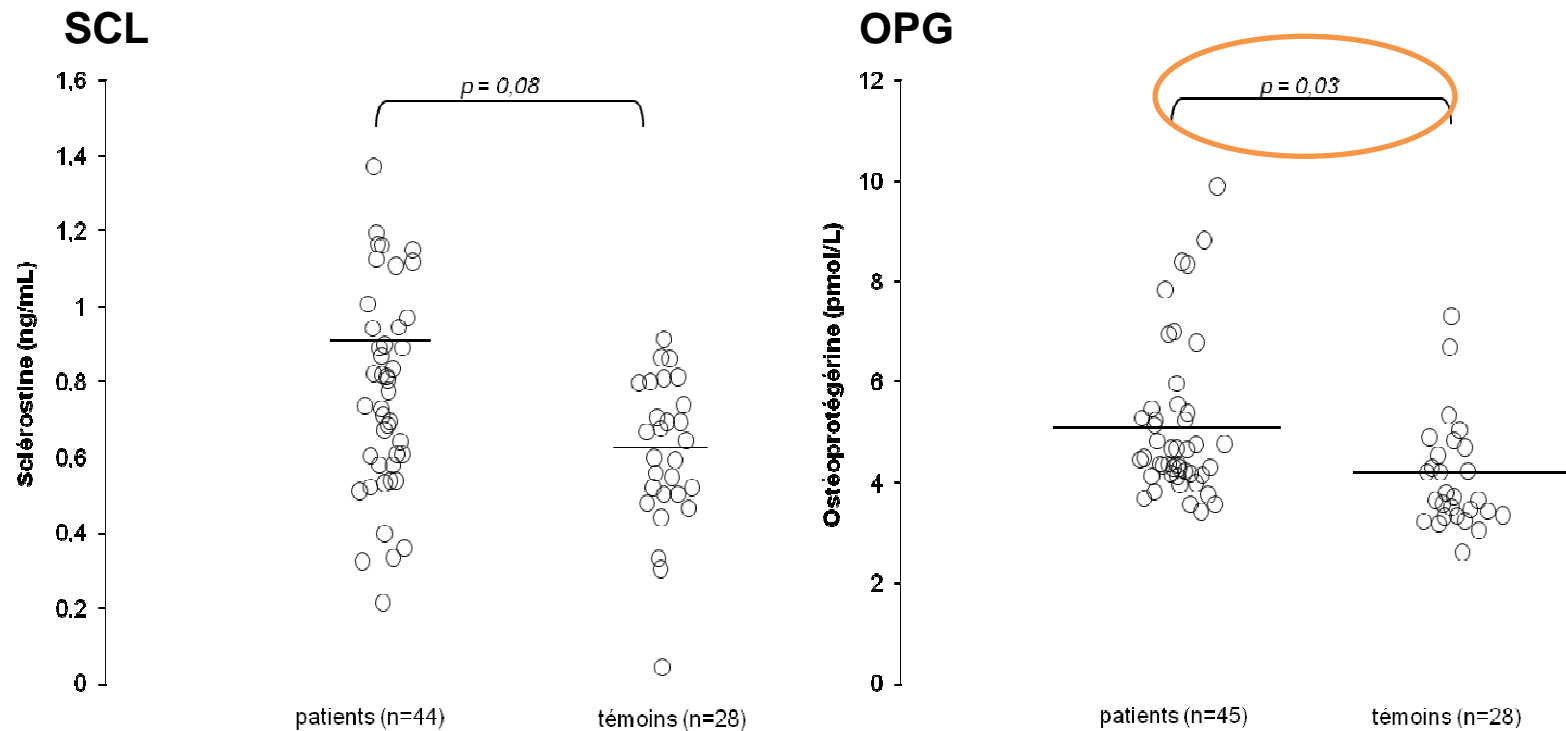 SCL
Sclérostine (ng/mL)
1,6
1,4
1,2
1
0,8
0,6
0,4
0,2
0
p = 0,08
patients (n=44)
témoins (n=28)
OPG
Ostéoprotégérine (pmol/L)
12
10
8
6
4
2
0
p = 0,03
patients (n=45)
témoins (n=28)